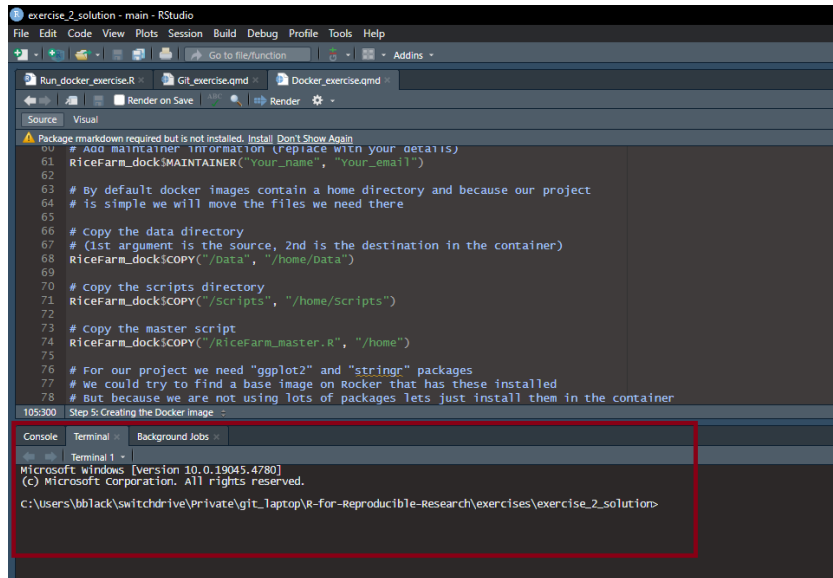 exercise_2_solution - main - RStudio
File Edit Code View Plots Session Build Debug Profile Tools Help
Go to file/function Addins
Run_docker_exercise.R Git_exercise.qmd Docker_exercise.qmd
Render on Save ABC Render
Source Visual
Package rmarkdown required but is not installed. Install Don't Show Again
60 # Add maintainer information (replace with your details)
61 RiceFarm_dock$MAINTAINER("Your_name", "Your_email")
62
63 # By default docker images contain a home directory and because our project
64 # is simple we will move the files we need there
65
66 # Copy the data directory
67 # (1st argument is the source, 2nd is the destination in the container)
68 RiceFarm_dock$COPY("/Data", "/home/Data")
69
70 # Copy the scripts directory
71 RiceFarm_dock$COPY("/Scripts", "/home/Scripts")
72
73 # Copy the master script
74 RiceFarm_dock$COPY("/RiceFarm_master.R", "/home")
75
76 # For our project we need "ggplot2" and "stringr" packages
77 # We could try to find a base image on Rocker that has these installed
78 # But because we are not using lots of packages lets just install them in the container
105:300 Step 5: Creating the Docker image
Console Terminal Background Jobs
Terminal 1
Microsoft Windows [Version 10.0.19045.4780]
(c) Microsoft Corporation. All rights reserved.
C:\Users\bblack\switchdrive\Private\git_laptop\R-for-Reproducible-Research\exercises\exercise_2_solution>